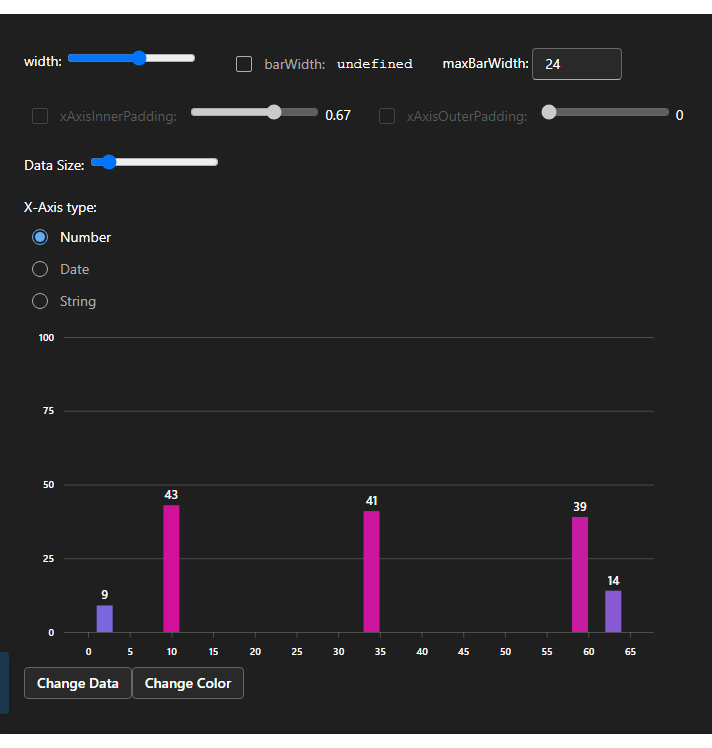 width: barWidth: undefined maxBarWidth: 24
xAxisInnerPadding: 0.67 xAxisOuterPadding: 0
Data Size:
X-Axis type:
Number
Date
String
100
75
50
25
0
43
41
39
14
9
0 5 10 15 20 25 30 35 40 45 50 55 60 65
Change Data Change Color